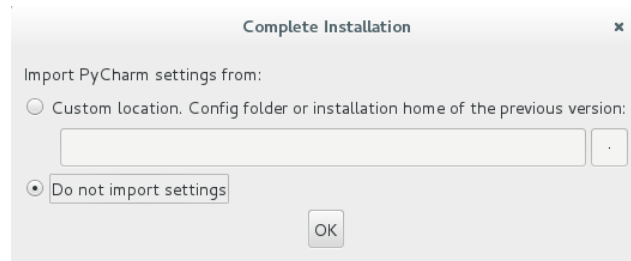 Complete Installation
Import PyCharm settings from:
Custom location. Config folder or installation home of the previous version:
.
Do not import settings
OK